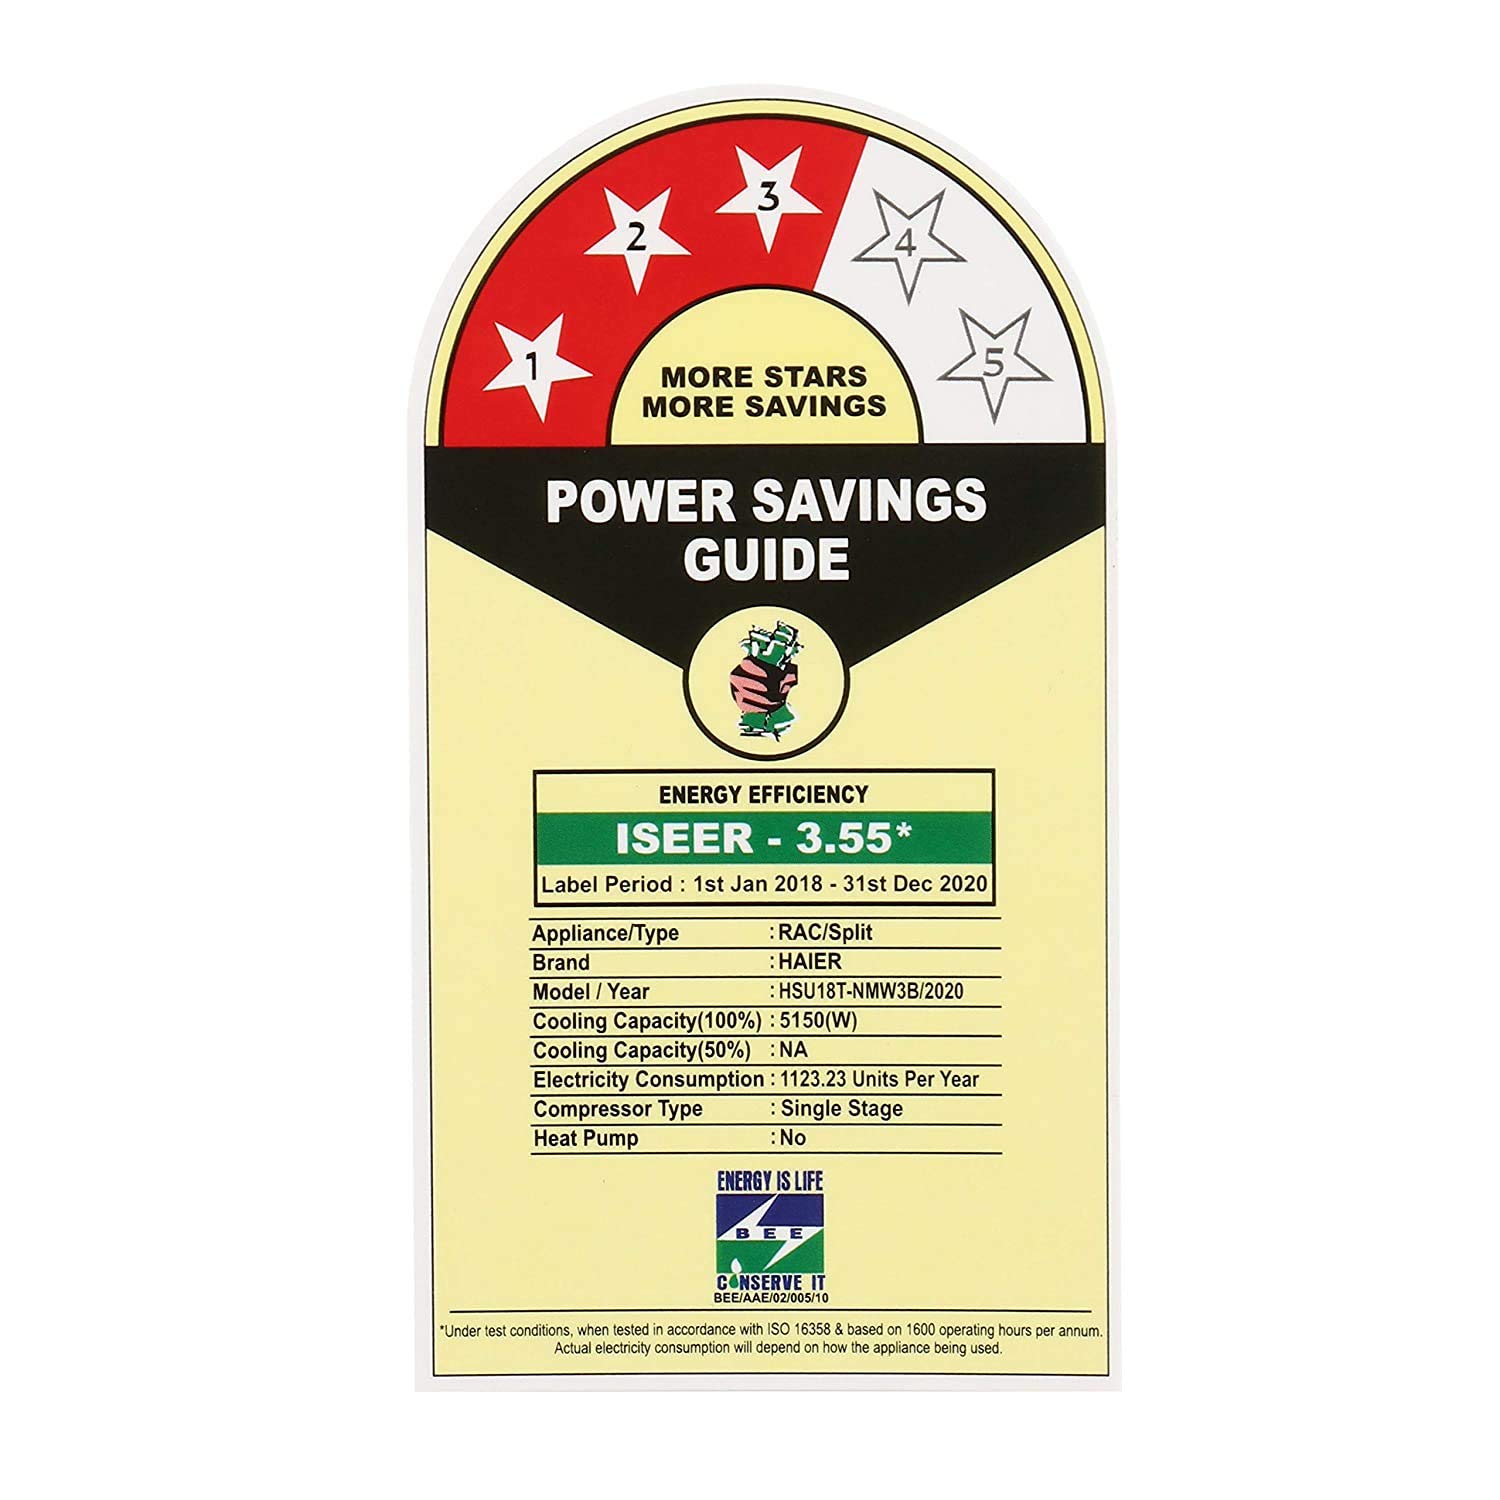 1
2
3
4
5
MORE STARS
MORE SAVINGS
POWER SAVINGS
GUIDE
ENERGY EFFICIENCY
ISEER - 3.55*
Label Period : 1st Jan 2018 - 31st Dec 2020
Appliance/Type : RAC/Split
Brand : HAIER
Model / Year : HSU18T-NMW3B/2020
Cooling Capacity(100%) : 5150(W)
Cooling Capacity(50%) : NA
Electricity Consumption : 1123.23 Units Per Year
Compressor Type : Single Stage
Heat Pump : No
ENERGY IS LIFE
BEE
CONSERVE IT
BEE/AAE/02/005/10
*Under test conditions, when tested in accordance with ISO 16358 & based on 1600 operating hours per annum.
Actual electricity consumption will depend on how the appliance being used.